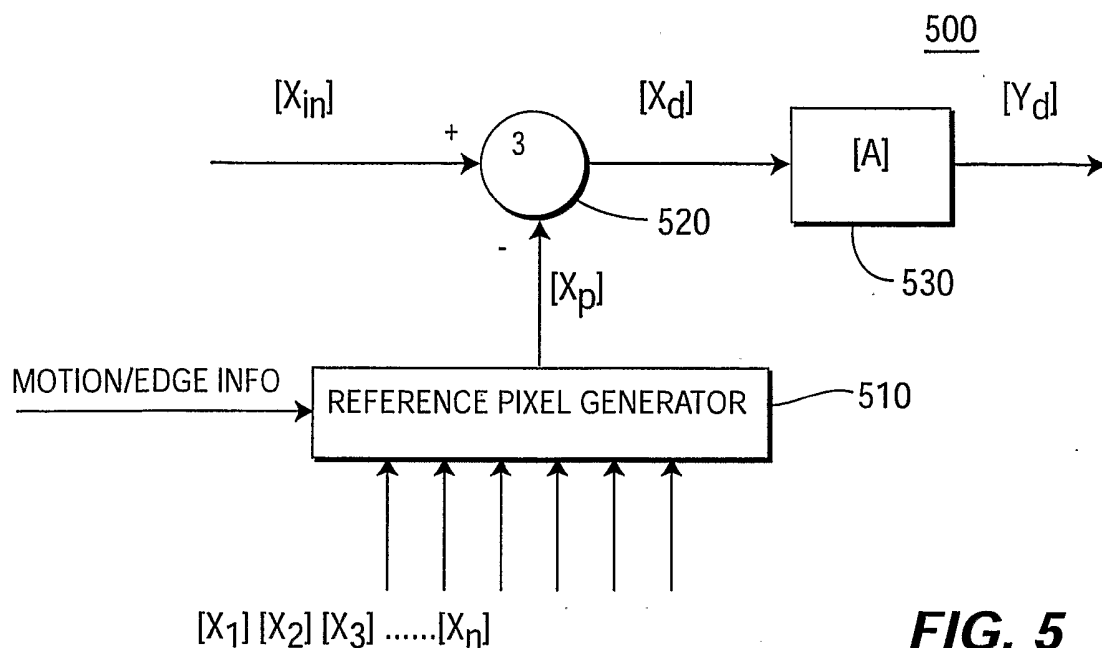 500
[Xin] [Xd] [Yd]
+ 3 [A]
520
- 530
[Xp]
MOTION/EDGE INFO
REFERENCE PIXEL GENERATOR 510
[X1] [X2] [X3] ......[Xn]
FIG. 5